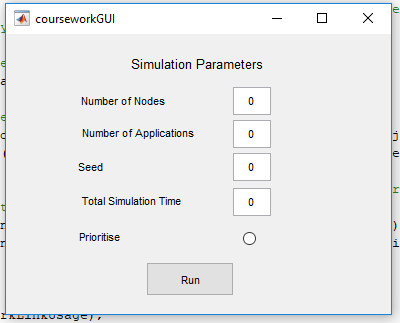 courseworkGUI
Simulation Parameters
Number of Nodes 0
Number of Applications 0
Seed 0
Total Simulation Time 0
Prioritise
Run